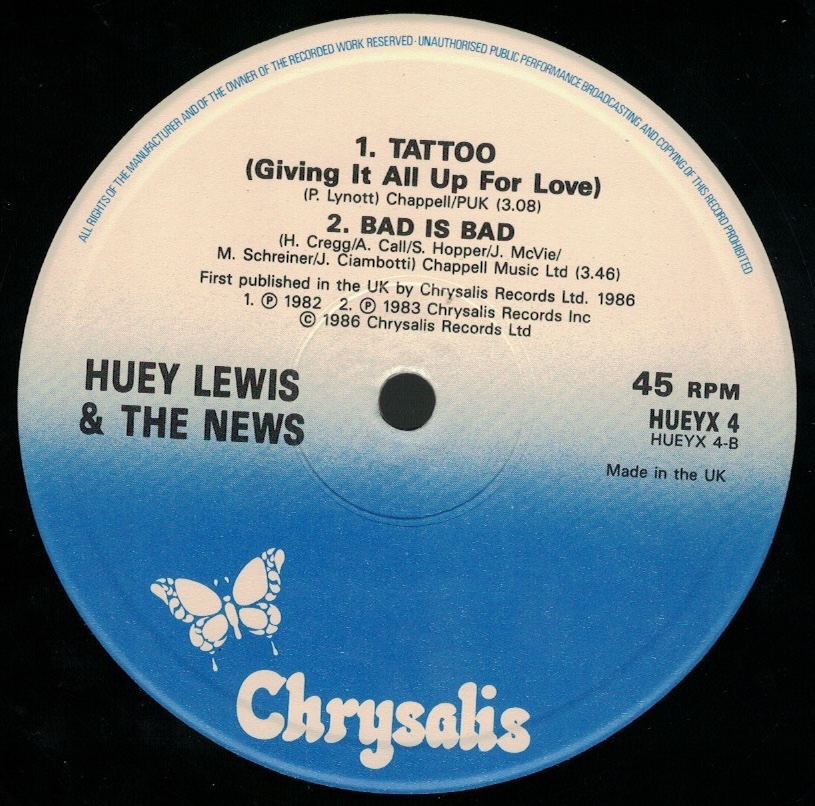 ALL RIGHTS OF THE MANUFACTURER AND OF THE OWNER OF THE RECORDED WORK RESERVED · UNAUTHORISED PUBLIC PERFORMANCE BROADCASTING AND COPYING OF THIS RECORD PROHIBITED
1. TATTOO
(Giving It All Up For Love)
(P. Lynott) Chappell/PUK (3.08)
2. BAD IS BAD
(H. Cregg/A. Call/S. Hopper/J. McVie/
M. Schreiner/J. Ciambotti) Chappell Music Ltd (3.46)
First published in the UK by Chrysalis Records Ltd. 1986
1. ℗ 1982 2. ℗ 1983 Chrysalis Records Inc
© 1986 Chrysalis Records Ltd
HUEY LEWIS
& THE NEWS
45 RPM
HUEYX 4
HUEYX 4-B
Made in the UK
Chrysalis